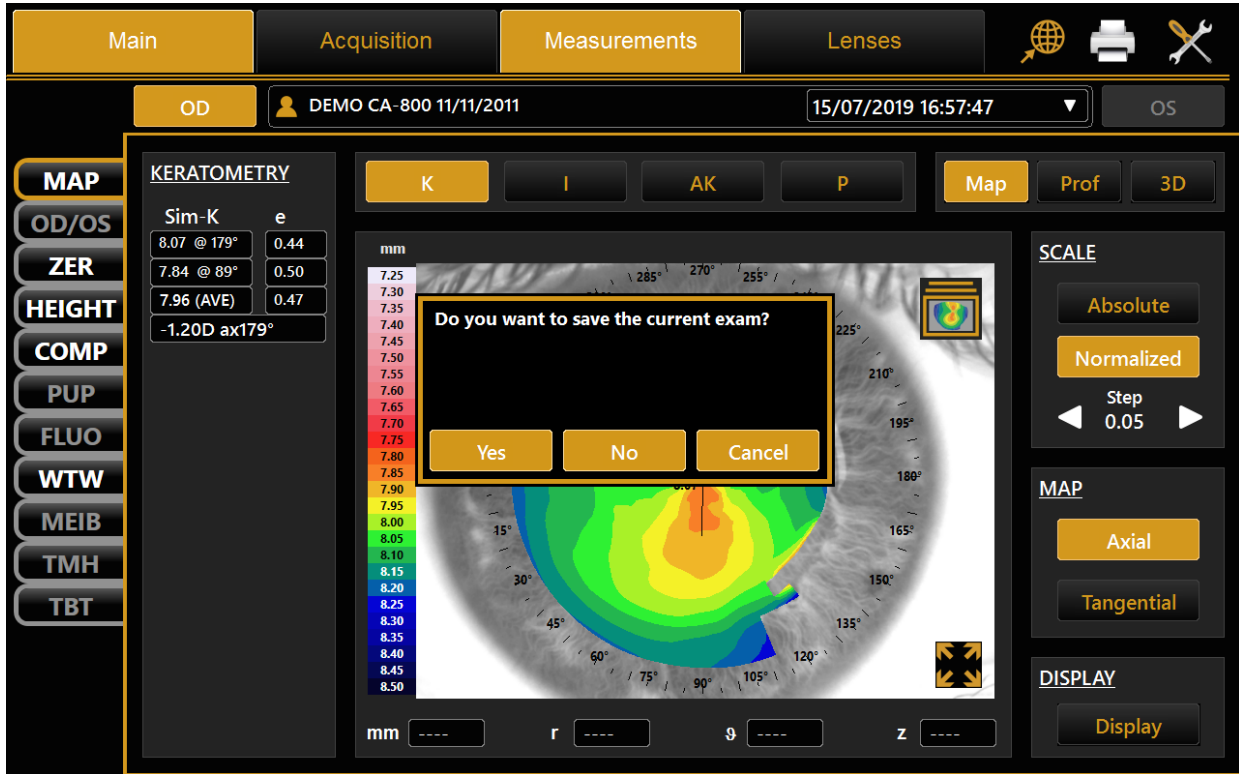 Main
Acquisition
Measurements
Lenses
OD
DEMO CA-800 11/11/2011
15/07/2019 16:57:47
▼
OS
MAP
OD/OS
ZER
HEIGHT
COMP
PUP
FLUO
WTW
MEIB
TMH
TBT
KERATOMETRY
Sim-K e
8.07 @ 179° 0.44
7.84 @ 89° 0.50
7.96 (AVE) 0.47
-1.20D ax179°
K I AK P
Map Prof 3D
mm
7.25
7.30
7.35
7.40
7.45
7.50
7.55
7.60
7.65
7.70
7.75
7.80
7.85
7.90
7.95
8.00
8.05
8.10
8.15
8.20
8.25
8.30
8.35
8.40
8.45
8.50
285° 270° 255°
225°
210°
195°
180°
165°
150°
135°
120°
105°
90°
75°
60°
45°
30°
15°
Do you want to save the current exam?
Yes No Cancel
mm ---- r ---- ϑ ---- z ----
SCALE
Absolute
Normalized
Step
0.05
MAP
Axial
Tangential
DISPLAY
Display